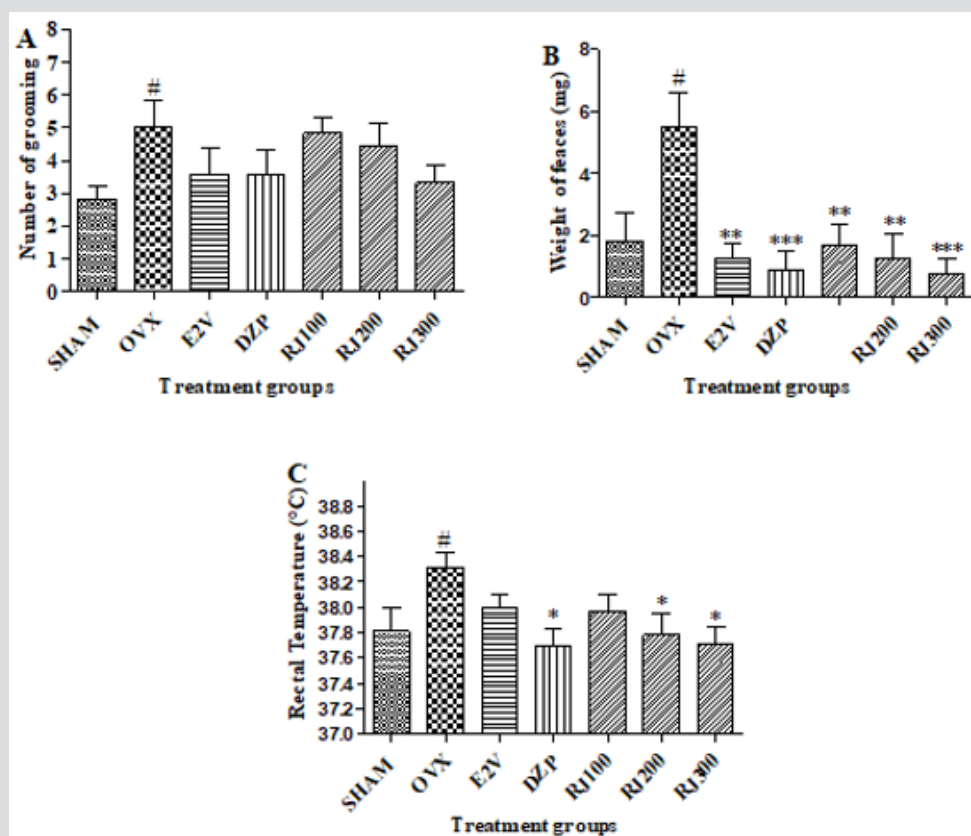 A
8
7
6
5
4
3
2
1
0
Number of grooming
#
SHAM
OVX
E2V
DZP
RJ100
RJ200
RJ300
Treatment groups
B
8
6
4
2
0
Weight of feaces (mg)
#
**
***
**
**
***
SHAM
OVX
E2V
DZP
RJ200
RJ300
Treatment groups
C
38.8
38.6
38.4
38.2
38.0
37.8
37.6
37.4
37.2
37.0
Rectal Temperature (°C)
#
*
*
*
SHAM
OVX
E2V
DZP
RJ100
RJ200
RJ300
Treatment groups